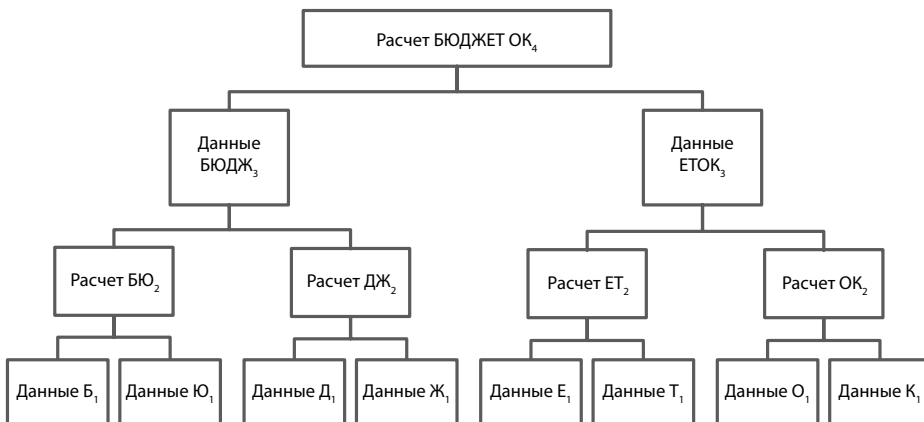 Расчет БЮДЖЕТ ОК₄
Данные
БЮДЖ₃
Данные
ЕТОК₃
Расчет БЮ₂
Расчет ДЖ₂
Расчет ЕТ₂
Расчет ОК₂
Данные Б₁
Данные Ю₁
Данные Д₁
Данные Ж₁
Данные Е₁
Данные Т₁
Данные О₁
Данные К₁